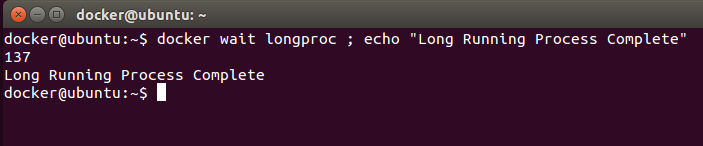 docker@ubuntu: ~
docker@ubuntu:~$ docker wait longproc ; echo "Long Running Process Complete"
137
Long Running Process Complete
docker@ubuntu:~$